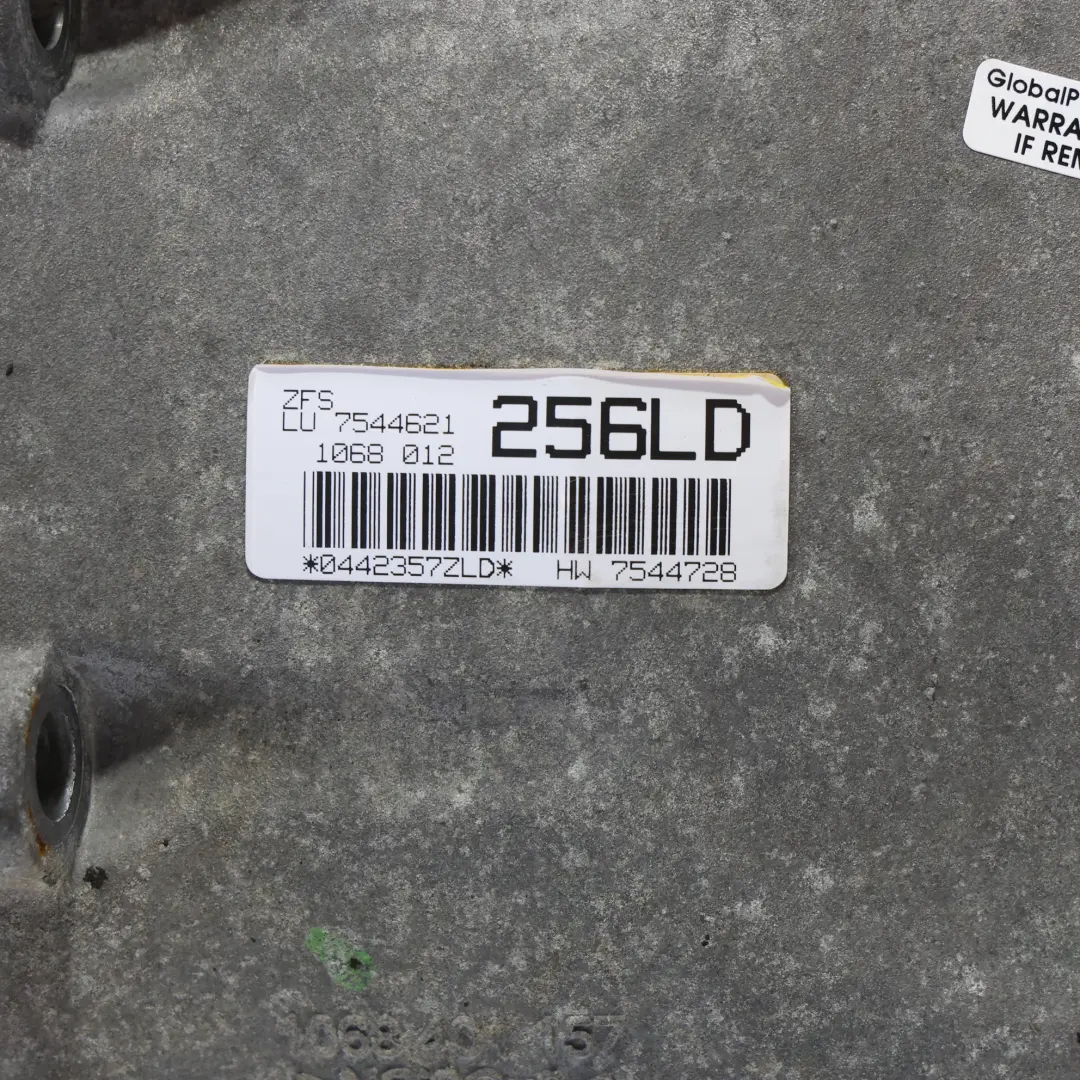 GlobalP
WARRA
IF REM
ZFS
LU 7544621
1068 012
256LD
*0442357ZLD* HW 7544728